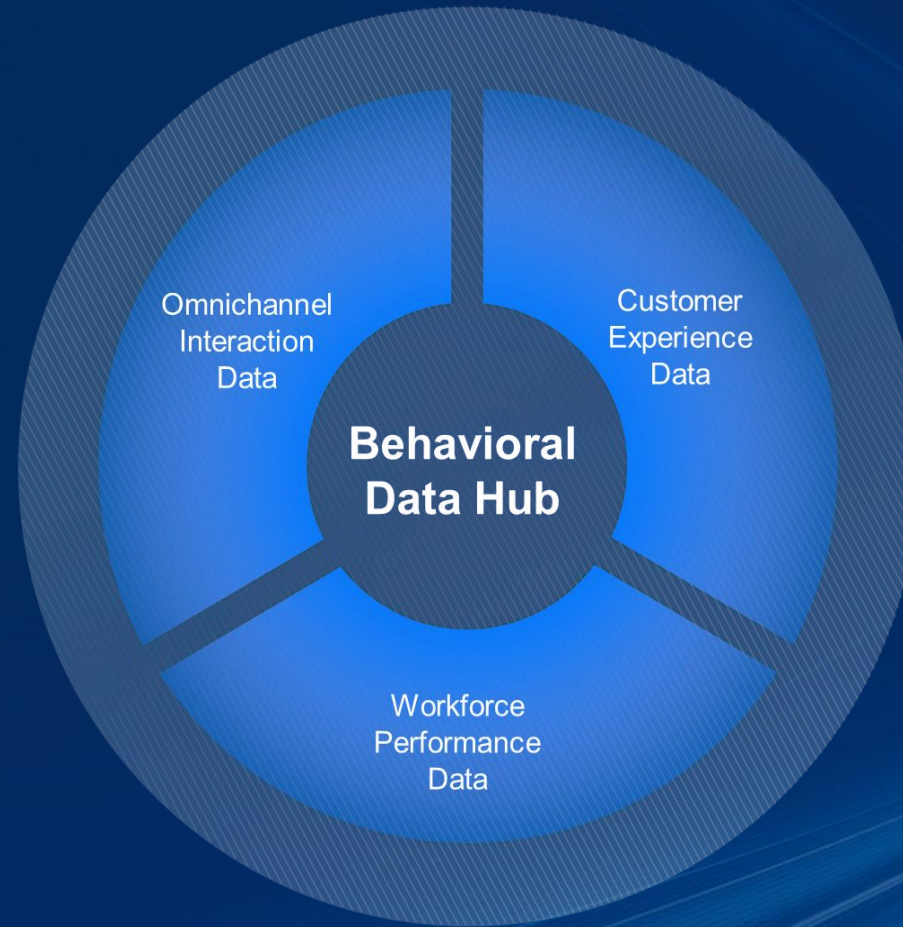 Omnichannel
Interaction
Data
Customer
Experience
Data
Behavioral
Data Hub
Workforce
Performance
Data